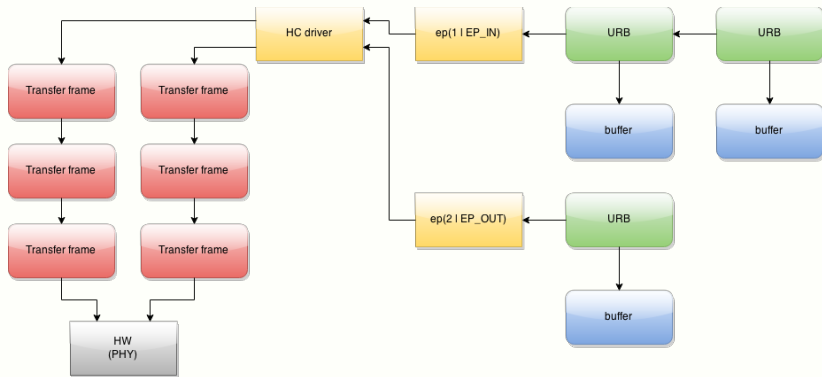 HC driver
ep(1 | EP_IN)
URB
URB
Transfer frame
Transfer frame
buffer
buffer
Transfer frame
Transfer frame
ep(2 | EP_OUT)
URB
Transfer frame
Transfer frame
buffer
HW
(PHY)